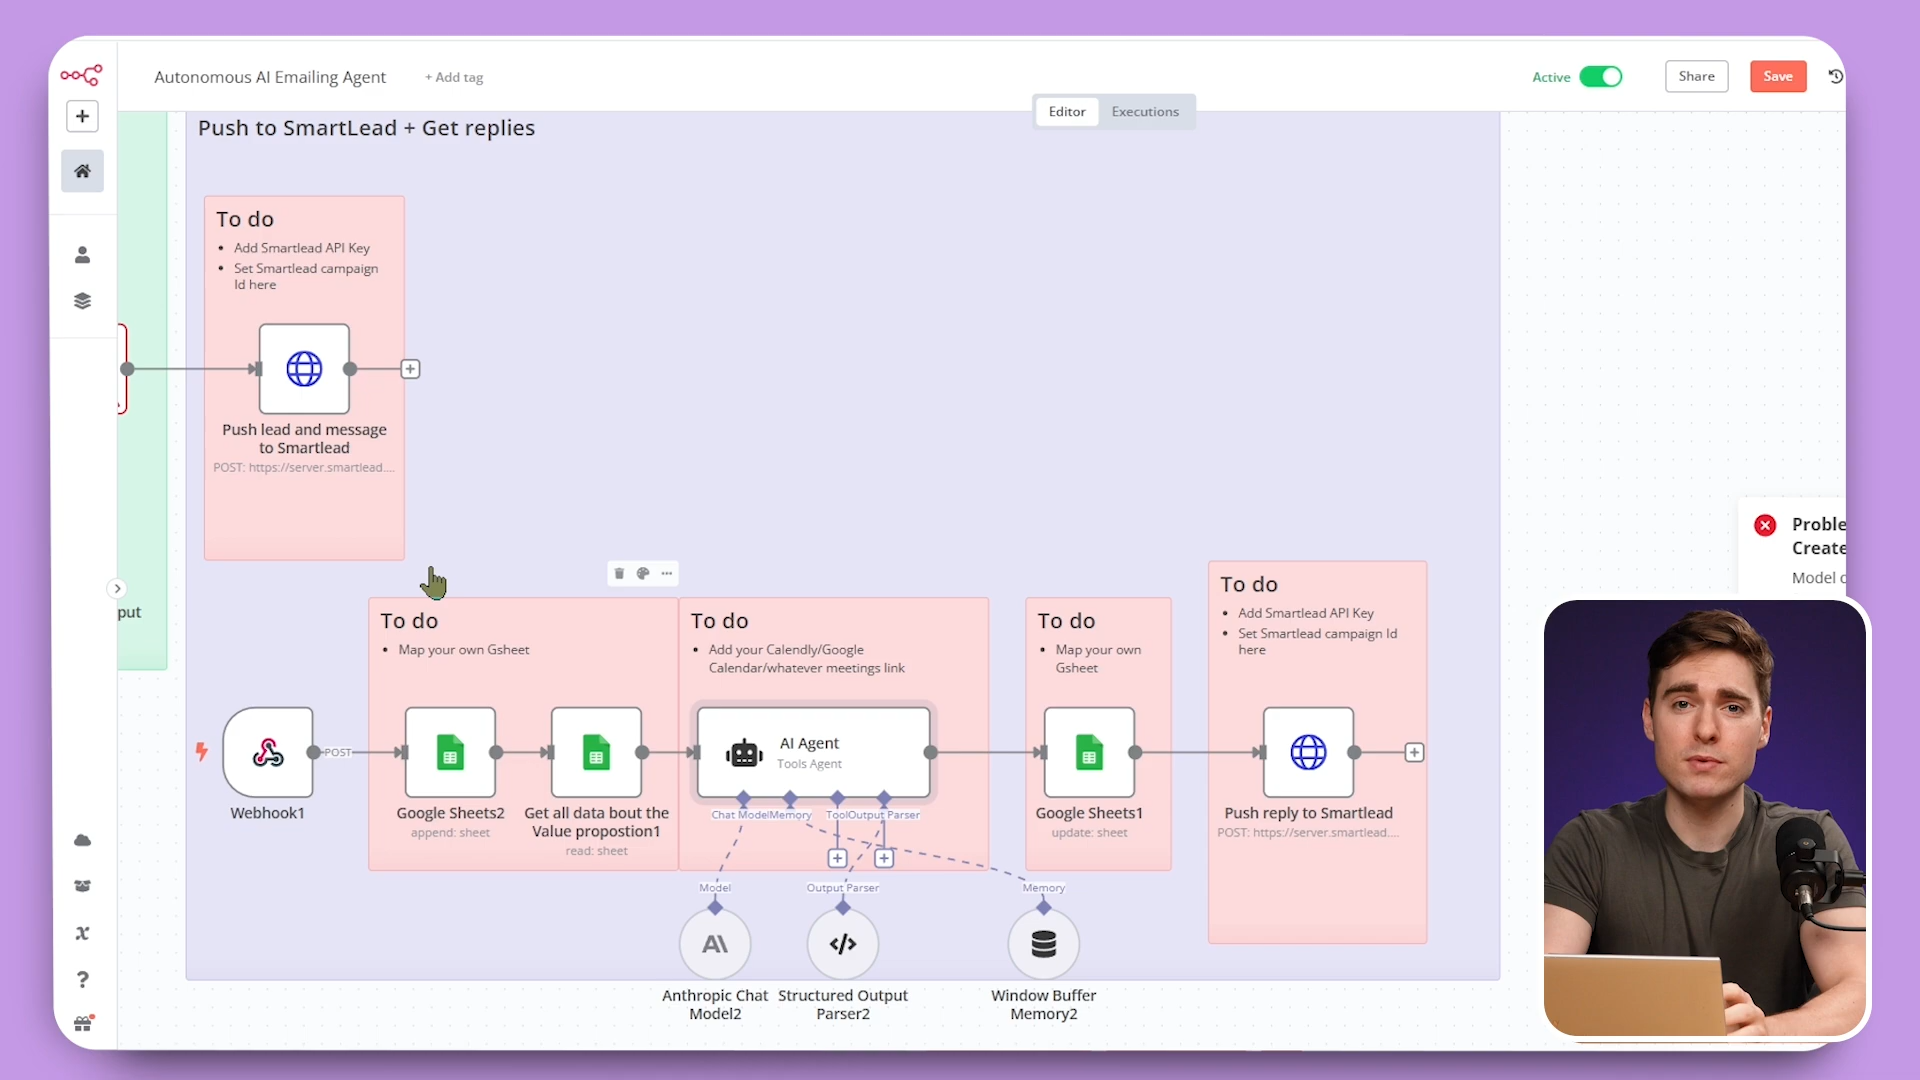 Autonomous AI Emailing Agent
+ Add tag
Active
Share
Save
Editor
Executions
Push to SmartLead + Get replies
To do
Add Smartlead API Key
Set Smartlead campaign
Id here
Push lead and message
to Smartlead
POST: https://server.smartlead....
put
Proble
Create
Model
To do
Map your own Gsheet
To do
Add your Calendly/Google
Calendar/whatever meetings link
To do
Map your own
Gsheet
To do
Add Smartlead API Key
Set Smartlead campaign Id
here
POST
Webhook1
Google Sheets2
append: sheet
Get all data bout the
Value propostion1
read: sheet
AI Agent
Tools Agent
Chat Model
Memory
Tool
Output Parser
Google Sheets1
update: sheet
Push reply to Smartlead
POST: https://server.smartlead....
Model
Output Parser
Memory
Anthropic Chat
Model2
Structured Output
Parser2
Window Buffer
Memory2